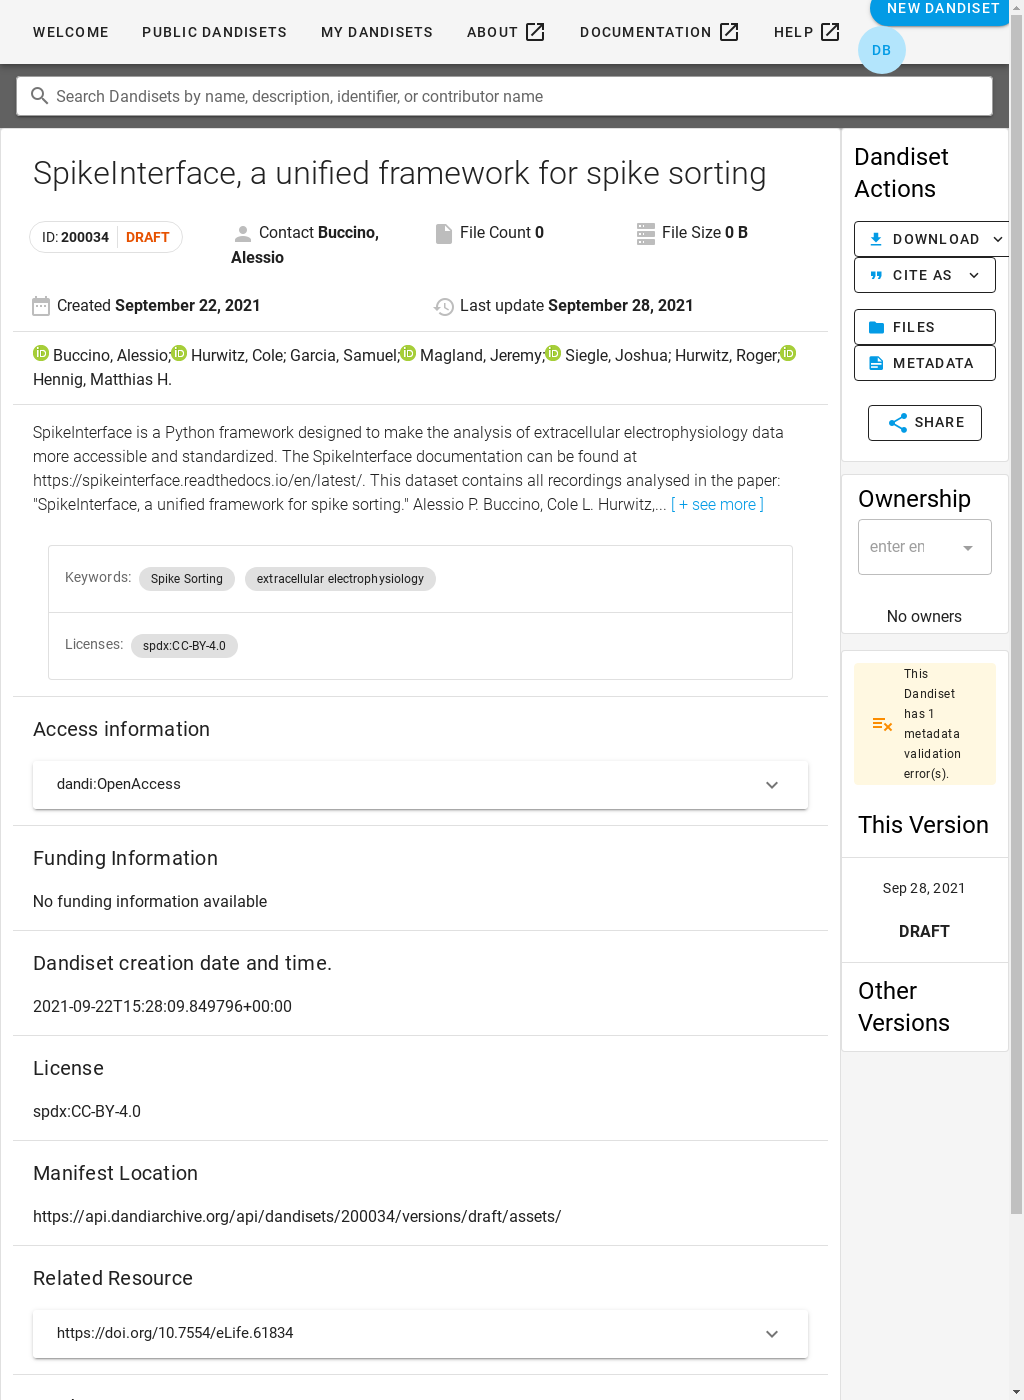 WELCOME PUBLIC DANDISETS MY DANDISETS ABOUT DOCUMENTATION HELP NEW DANDISET
DB
Search Dandisets by name, description, identifier, or contributor name
SpikeInterface, a unified framework for spike sorting
ID: 200034 DRAFT
Contact Buccino,
Alessio
File Count 0
File Size 0 B
Created September 22, 2021
Last update September 28, 2021
iD Buccino, Alessio; iD Hurwitz, Cole; Garcia, Samuel; iD Magland, Jeremy; iD Siegle, Joshua; Hurwitz, Roger; iD
Hennig, Matthias H.
SpikeInterface is a Python framework designed to make the analysis of extracellular electrophysiology data
more accessible and standardized. The SpikeInterface documentation can be found at
https://spikeinterface.readthedocs.io/en/latest/. This dataset contains all recordings analysed in the paper:
"SpikeInterface, a unified framework for spike sorting." Alessio P. Buccino, Cole L. Hurwitz,... [ + see more ]
Keywords: Spike Sorting extracellular electrophysiology
Licenses: spdx:CC-BY-4.0
Access information
dandi:OpenAccess
Funding Information
No funding information available
Dandiset creation date and time.
2021-09-22T15:28:09.849796+00:00
License
spdx:CC-BY-4.0
Manifest Location
https://api.dandiarchive.org/api/dandisets/200034/versions/draft/assets/
Related Resource
https://doi.org/10.7554/eLife.61834
Dandiset
Actions
DOWNLOAD
CITE AS
FILES
METADATA
SHARE
Ownership
enter en
No owners
This
Dandiset
has 1
metadata
validation
error(s).
This Version
Sep 28, 2021
DRAFT
Other
Versions